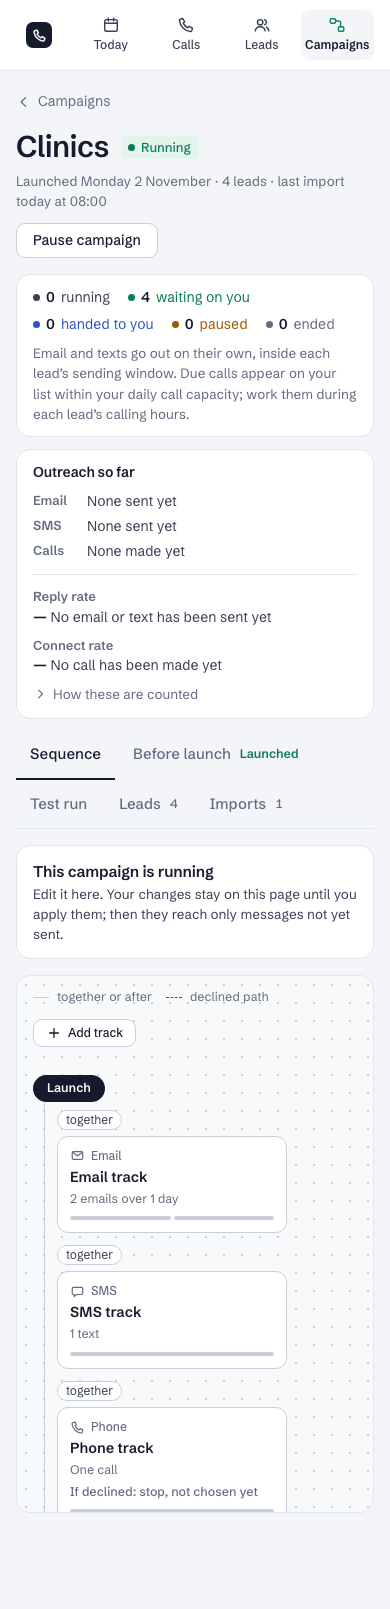 Today
Calls
Leads
Campaigns
Campaigns
Clinics
Running
Launched Monday 2 November · 4 leads · last import
today at 08:00
Pause campaign
0 running 4 waiting on you
0 handed to you 0 paused 0 ended
Email and texts go out on their own, inside each
lead’s sending window. Due calls appear on your
list within your daily call capacity; work them during
each lead’s calling hours.
Outreach so far
Email None sent yet
SMS None sent yet
Calls None made yet
Reply rate
— No email or text has been sent yet
Connect rate
— No call has been made yet
How these are counted
Sequence Before launch Launched
Test run Leads 4 Imports 1
This campaign is running
Edit it here. Your changes stay on this page until you
apply them; then they reach only messages not yet
sent.
together or after declined path
Add track
Launch
together
Email
Email track
2 emails over 1 day
together
SMS
SMS track
1 text
together
Phone
Phone track
One call
If declined: stop, not chosen yet